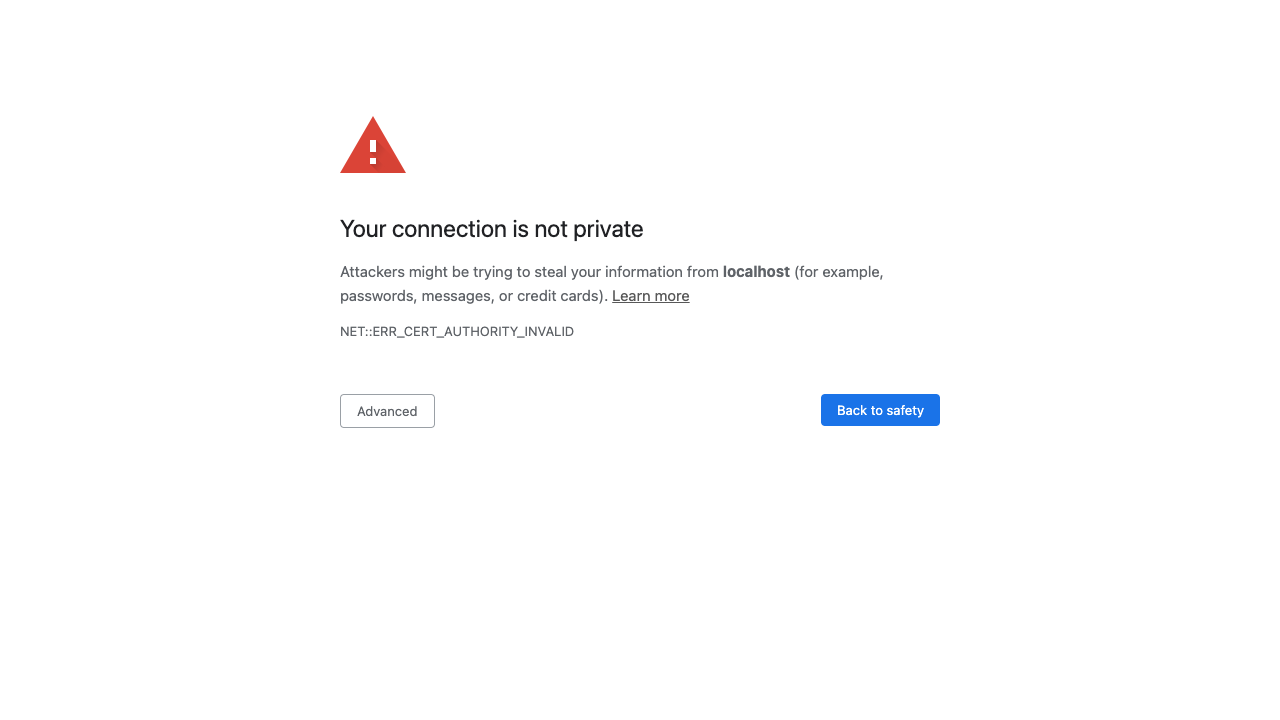 Your connection is not private
Attackers might be trying to steal your information from localhost (for example,
passwords, messages, or credit cards). Learn more
NET::ERR_CERT_AUTHORITY_INVALID
Advanced
Back to safety